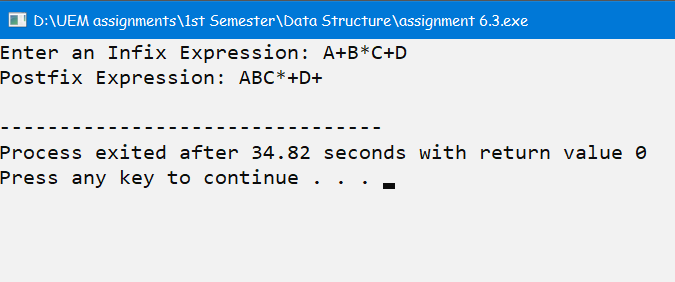 D:\UEM assignments\1st Semester\Data Structure\assignment 6.3.exe
Enter an Infix Expression: A+B*C+D
Postfix Expression: ABC*+D+
--------------------------------
Process exited after 34.82 seconds with return value 0
Press any key to continue . . .